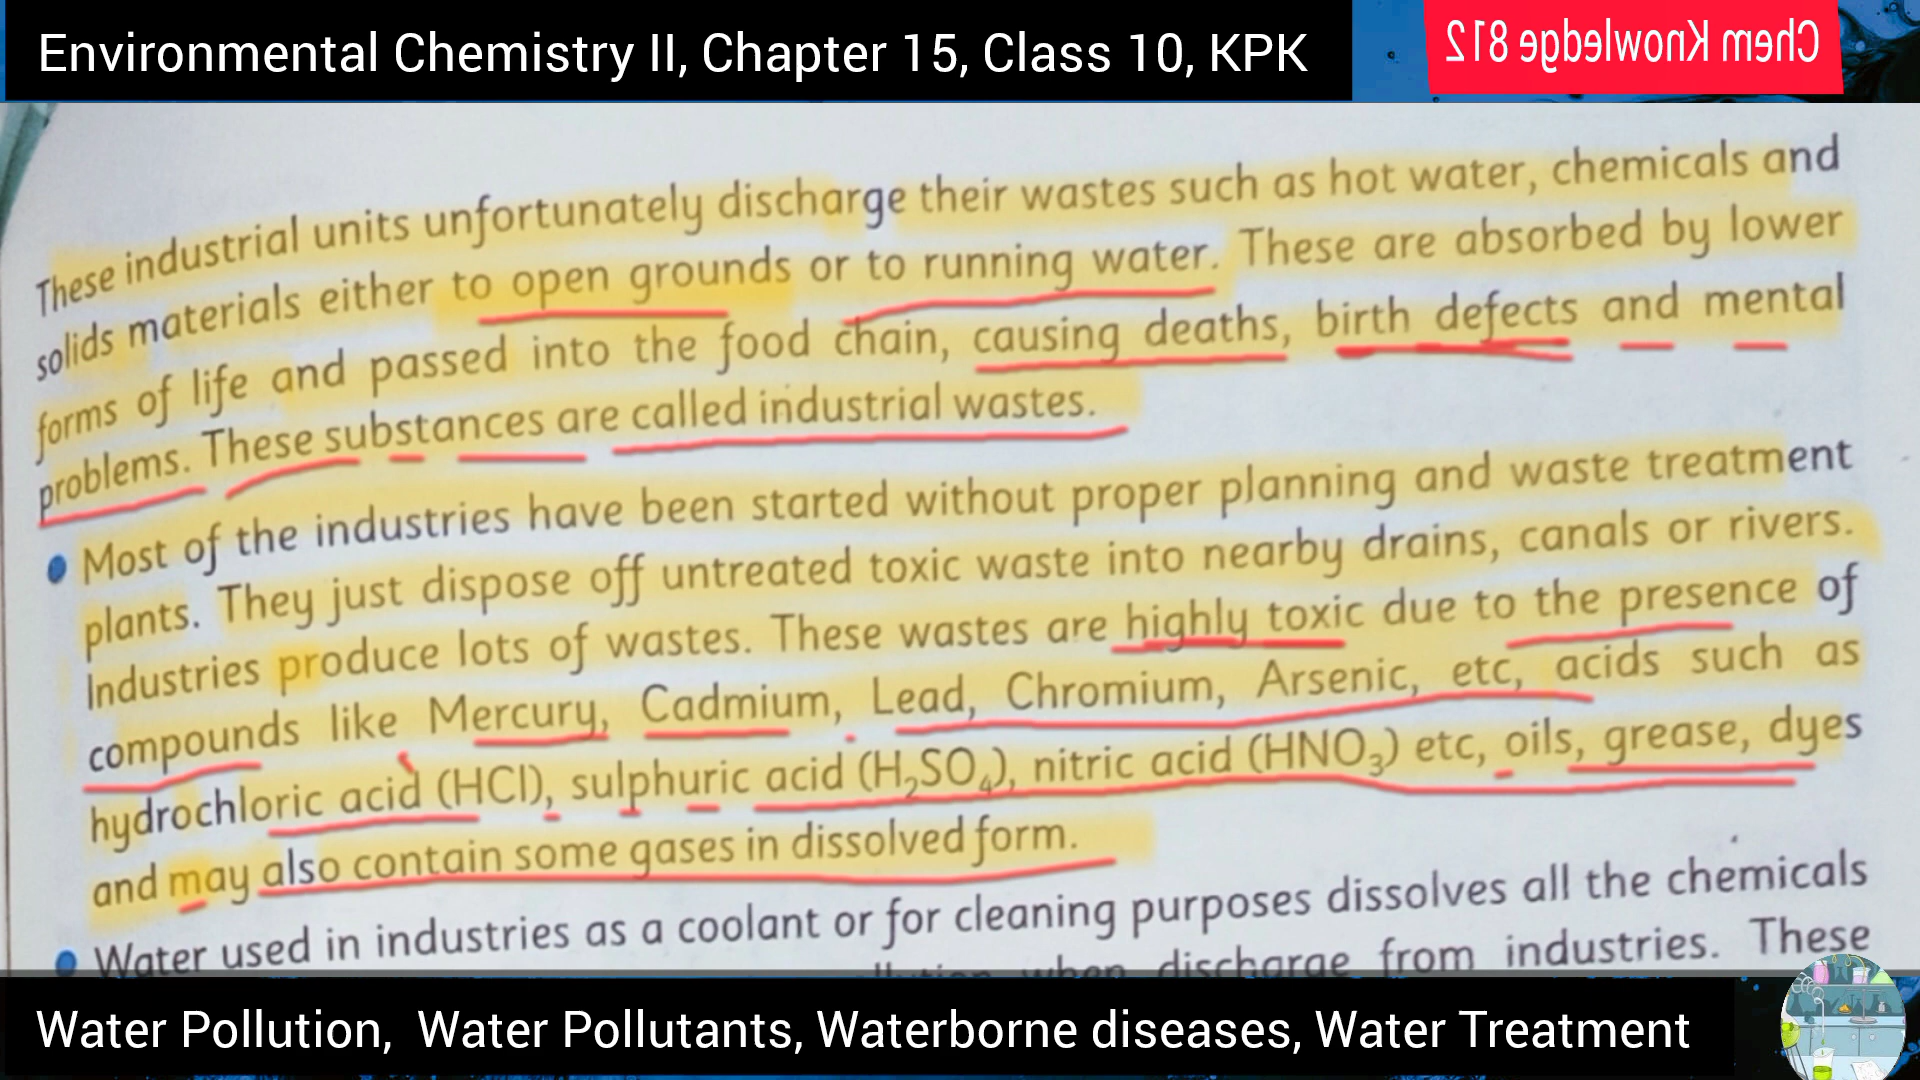 Environmental Chemistry II, Chapter 15, Class 10, KPK
Chem Knowledge 812
These industrial units unfortunately discharge their wastes such as hot water, chemicals and
solids materials either to open grounds or to running water. These are absorbed by lower
forms of life and passed into the food chain, causing deaths, birth defects and mental
problems. These substances are called industrial wastes.
• Most of the industries have been started without proper planning and waste treatment
plants. They just dispose off untreated toxic waste into nearby drains, canals or rivers.
Industries produce lots of wastes. These wastes are highly toxic due to the presence of
compounds like Mercury, Cadmium, Lead, Chromium, Arsenic, etc, acids such as
hydrochloric acid (HCl), sulphuric acid (H₂SO₄), nitric acid (HNO₃) etc, oils, grease, dyes
and may also contain some gases in dissolved form.
• Water used in industries as a coolant or for cleaning purposes dissolves all the chemicals
when discharge from industries. These
Water Pollution, Water Pollutants, Waterborne diseases, Water Treatment